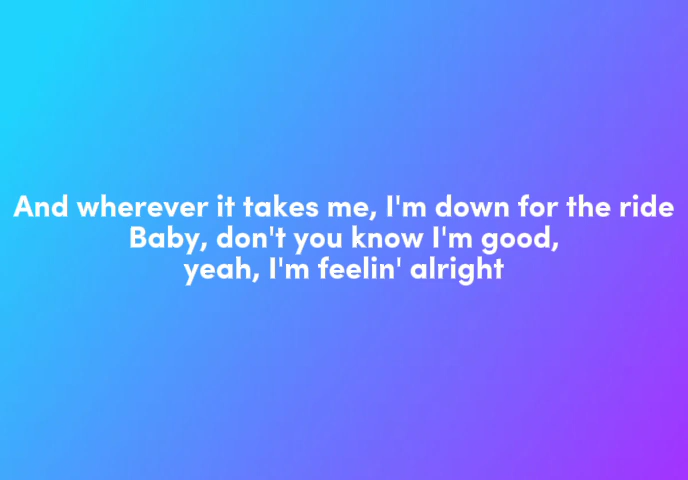 And wherever it takes me, I'm down for the ride
Baby, don't you know I'm good,
yeah, I'm feelin' alright